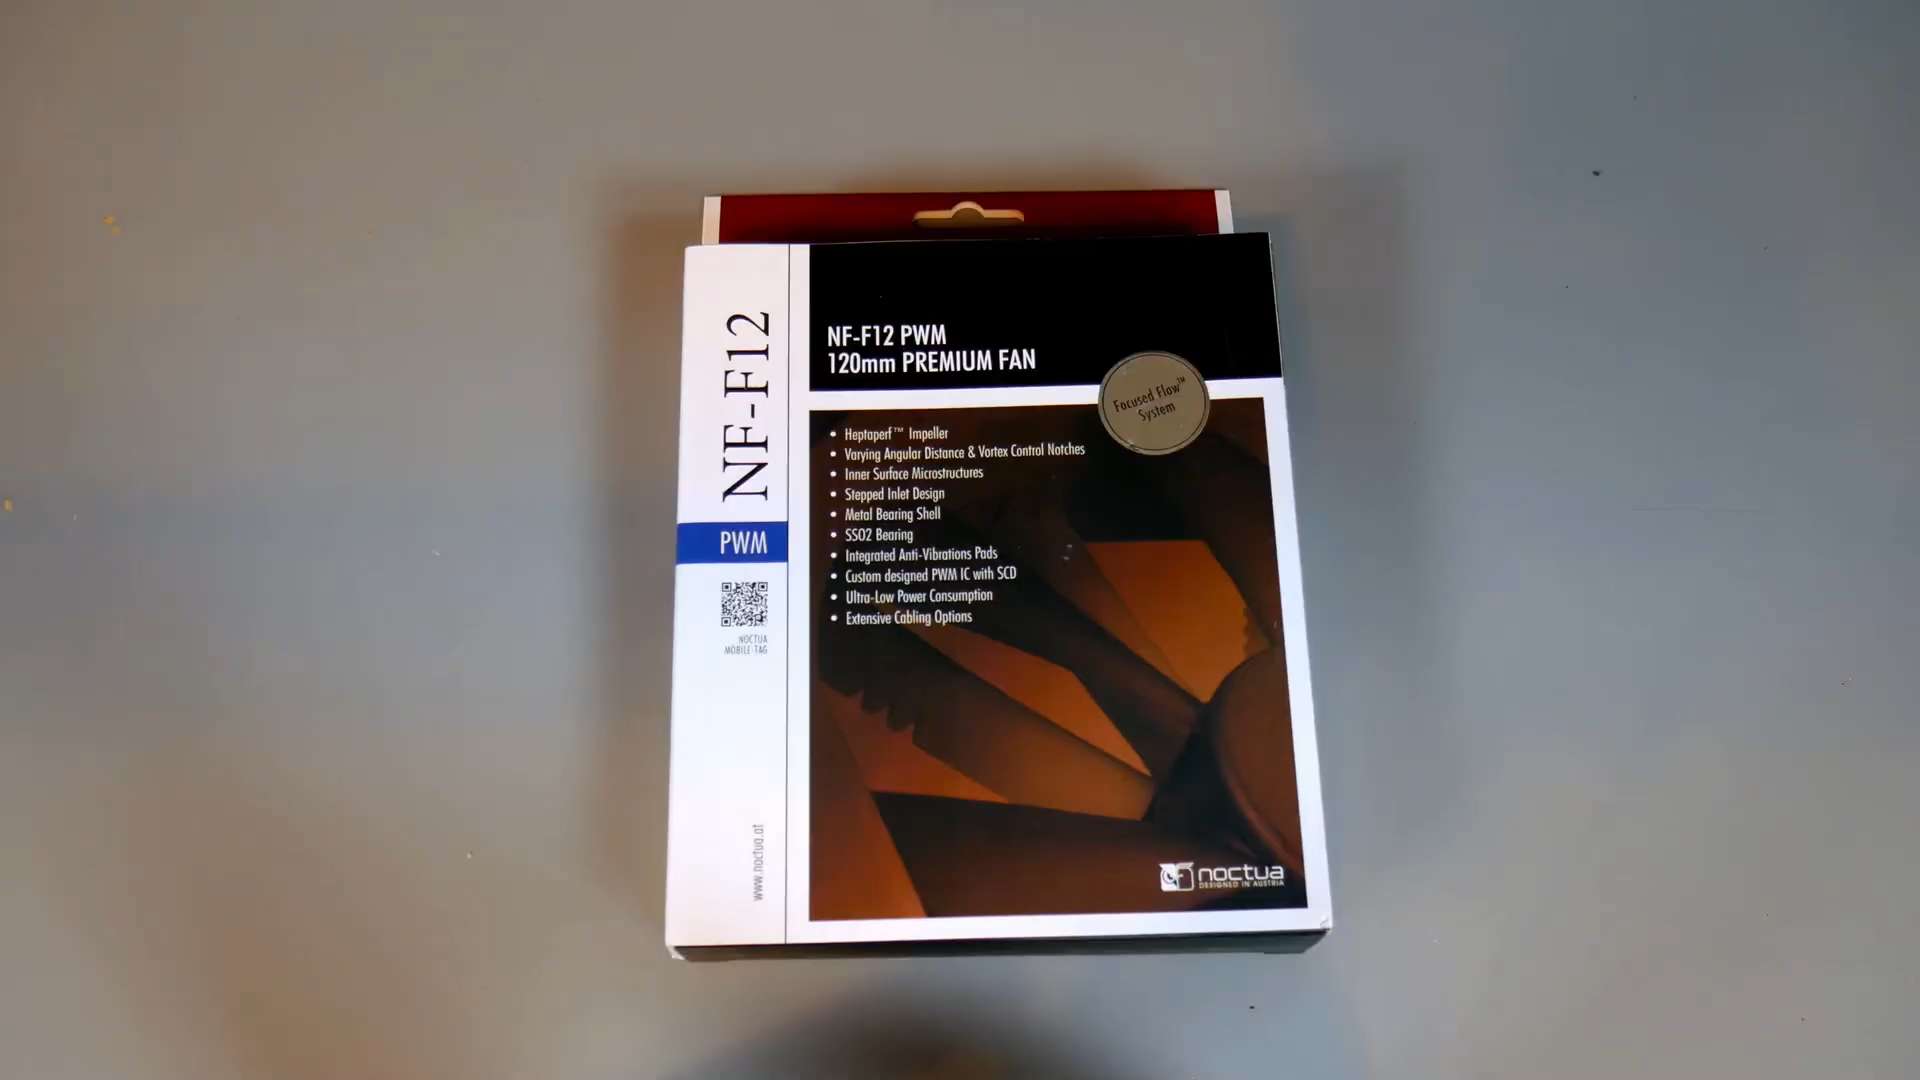 NF-F12
PWM
NOCTUA
MOBILE-TAG
www.noctua.at
NF-F12 PWM
120mm PREMIUM FAN
Focused Flow™
System
• Heptaperf™ Impeller
• Varying Angular Distance & Vortex Control Notches
• Inner Surface Microstructures
• Stepped Inlet Design
• Metal Bearing Shell
• SSO2 Bearing
• Integrated Anti-Vibrations Pads
• Custom designed PWM IC with SCD
• Ultra-Low Power Consumption
• Extensive Cabling Options
noctua
DESIGNED IN AUSTRIA